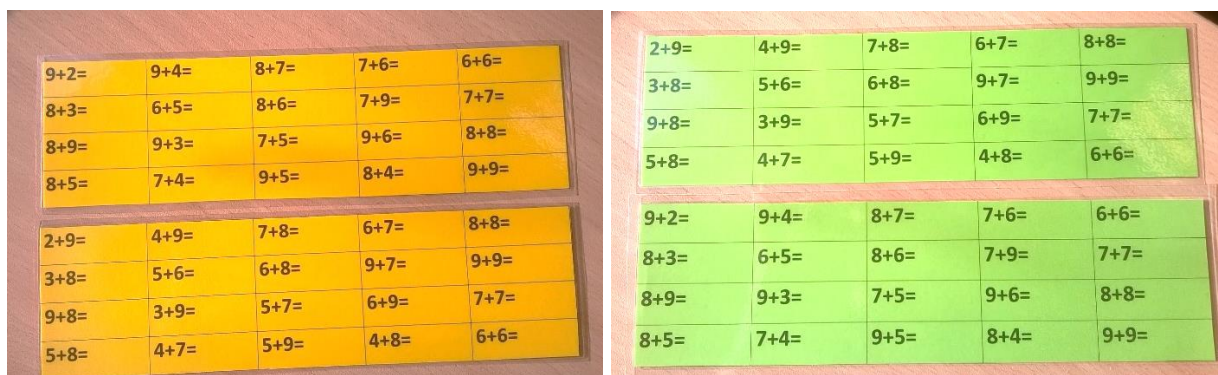 9+2= 9+4= 8+7= 7+6= 6+6=
8+3= 6+5= 8+6= 7+9= 7+7=
8+9= 9+3= 7+5= 9+6= 8+8=
8+5= 7+4= 9+5= 8+4= 9+9=
2+9= 4+9= 7+8= 6+7= 8+8=
3+8= 5+6= 6+8= 9+7= 9+9=
9+8= 3+9= 5+7= 6+9= 7+7=
5+8= 4+7= 5+9= 4+8= 6+6=
2+9= 4+9= 7+8= 6+7= 8+8=
3+8= 5+6= 6+8= 9+7= 9+9=
9+8= 3+9= 5+7= 6+9= 7+7=
5+8= 4+7= 5+9= 4+8= 6+6=
9+2= 9+4= 8+7= 7+6= 6+6=
8+3= 6+5= 8+6= 7+9= 7+7=
8+9= 9+3= 7+5= 9+6= 8+8=
8+5= 7+4= 9+5= 8+4= 9+9=